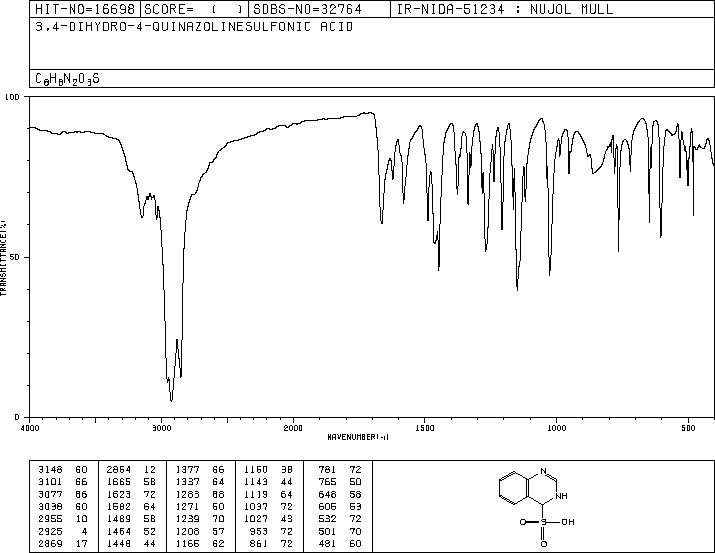 HIT-NO=16698 SCORE= ( ) SDBS-NO=32764 IR-NIDA-51234 : NUJOL MULL
3,4-DIHYDRO-4-QUINAZOLINESULFONIC ACID
C8H8N2O3S
100
50
0
TRANSMITTANCE(%)
4000 3000 2000 1500 1000 500
WAVENUMBER(-1)
3148 60 2854 12 1377 66 1150 38 781 72
3101 66 1665 58 1337 64 1143 44 765 50
3077 66 1623 72 1283 68 1119 64 648 58
3038 60 1582 64 1271 50 1037 72 606 53
2955 10 1489 58 1239 70 1027 43 532 72
2925 4 1464 52 1208 57 953 72 501 70
2869 17 1448 44 1165 62 861 72 481 60
N
NH
O S OH
O